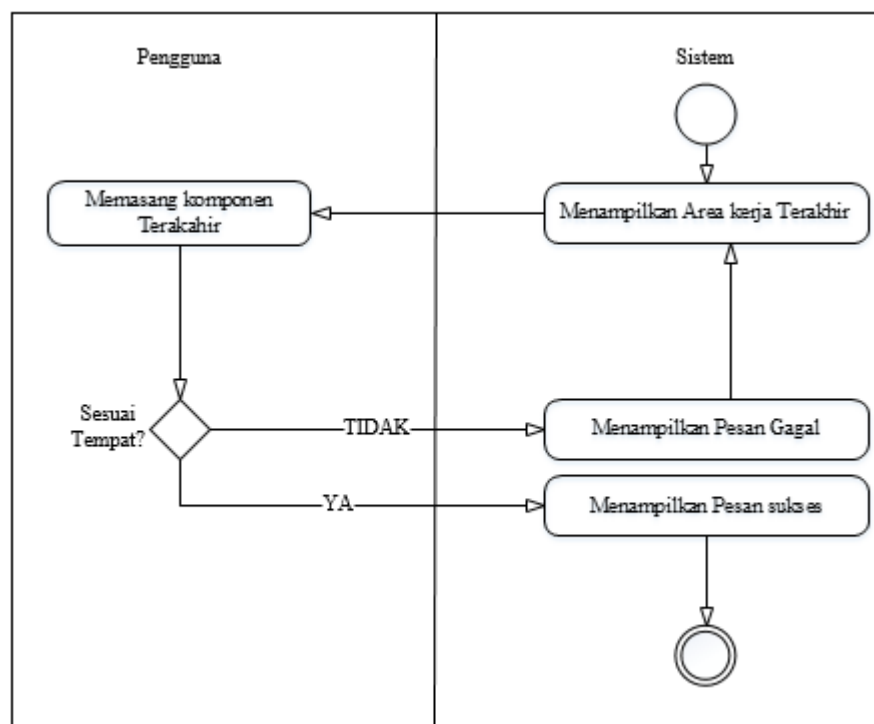 Pengguna
Sistem
Memasang komponen
Terakahir
Menampilkan Area kerja Terakhir
Sesuai
Tempat?
TIDAK
Menampilkan Pesan Gagal
YA
Menampilkan Pesan sukses